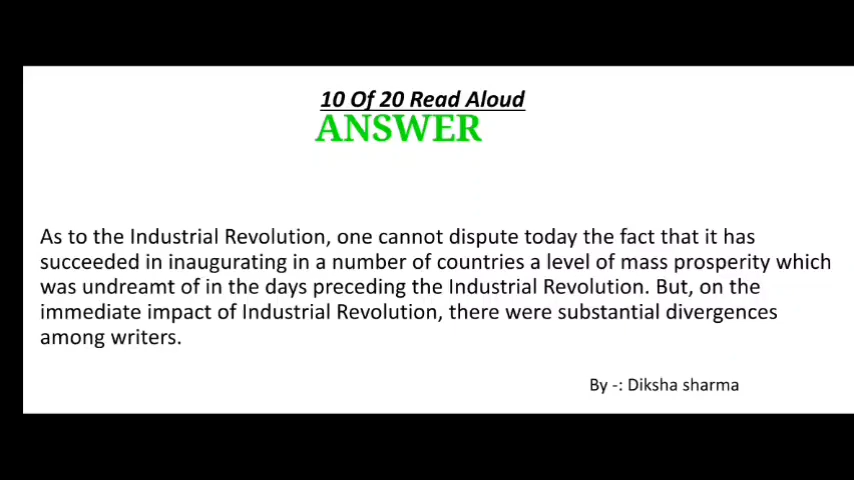 10 Of 20 Read Aloud
ANSWER
As to the Industrial Revolution, one cannot dispute today the fact that it has
succeeded in inaugurating in a number of countries a level of mass prosperity which
was undreamt of in the days preceding the Industrial Revolution. But, on the
immediate impact of Industrial Revolution, there were substantial divergences
among writers.
By -: Diksha sharma